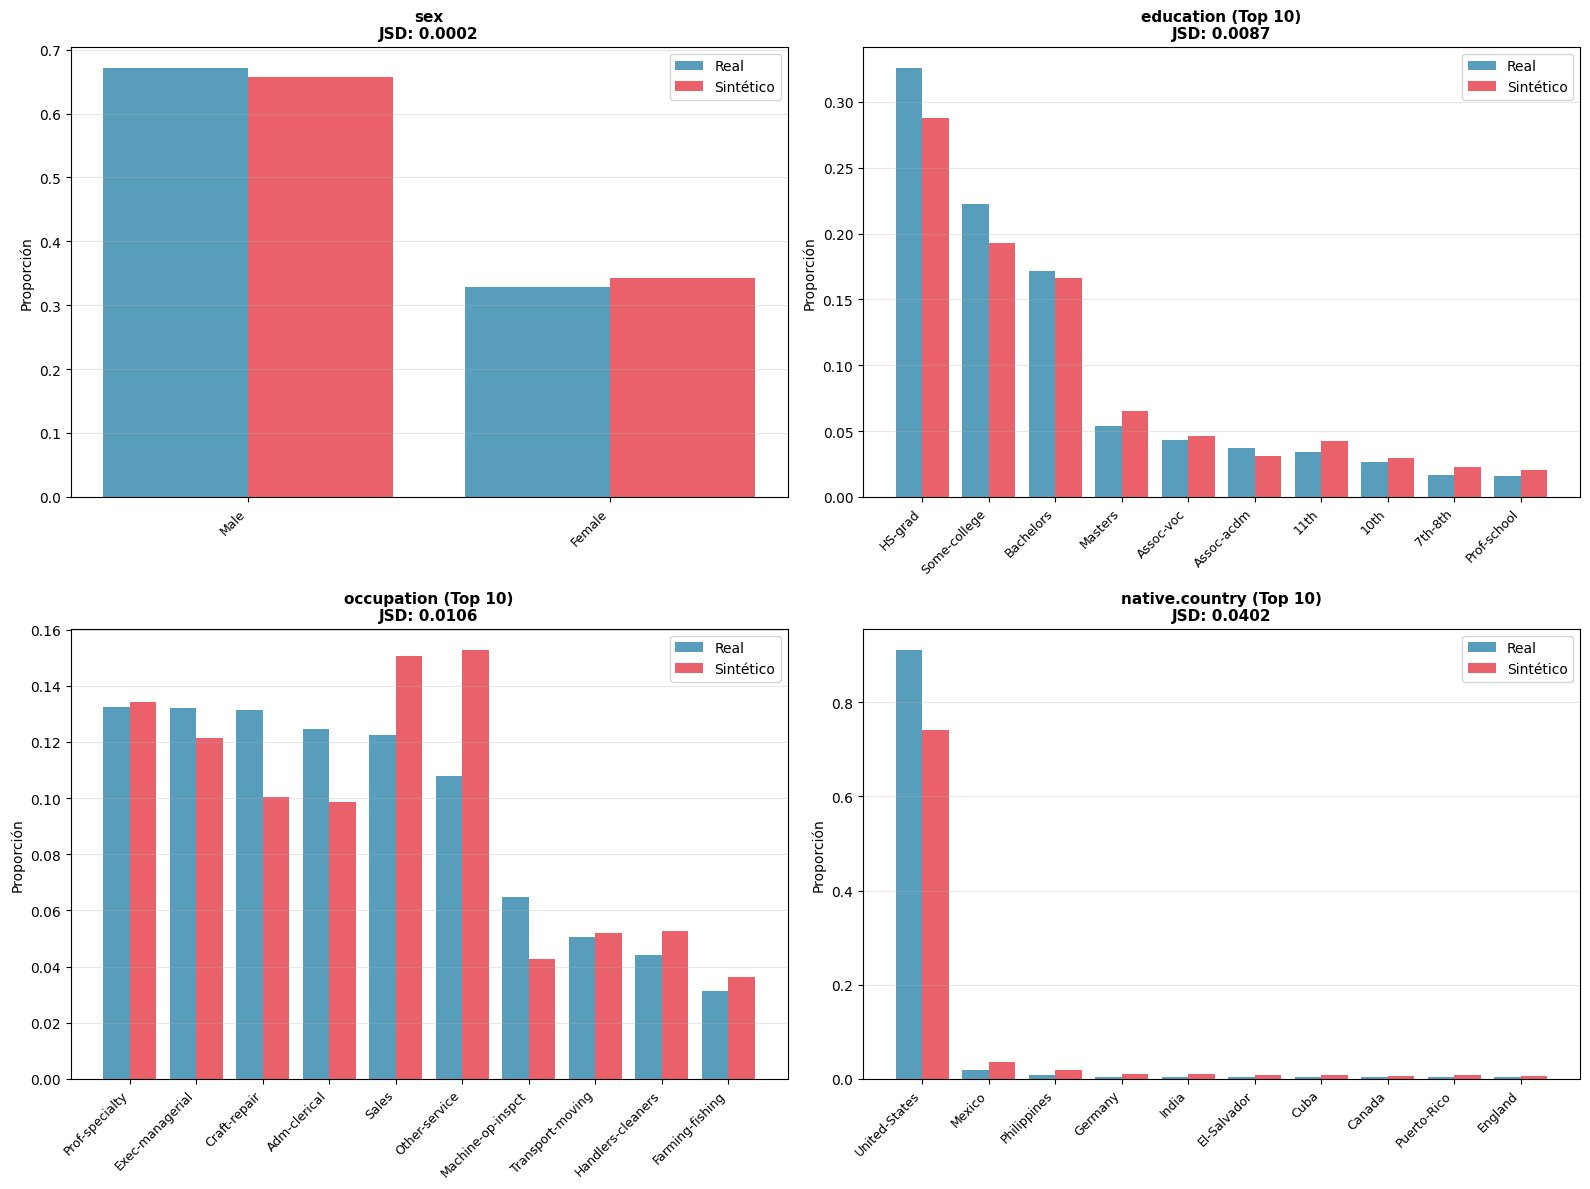 sex
JSD: 0.0002
Proporción
0.7
0.6
0.5
0.4
0.3
0.2
0.1
0.0
Real
Sintético
Male
Female
education (Top 10)
JSD: 0.0087
Proporción
0.30
0.25
0.20
0.15
0.10
0.05
0.00
Real
Sintético
HS-grad
Some-college
Bachelors
Masters
Assoc-voc
Assoc-acdm
11th
10th
7th-8th
Prof-school
occupation (Top 10)
JSD: 0.0106
Proporción
0.16
0.14
0.12
0.10
0.08
0.06
0.04
0.02
0.00
Real
Sintético
Prof-specialty
Exec-managerial
Craft-repair
Adm-clerical
Sales
Other-service
Machine-op-inspct
Transport-moving
Handlers-cleaners
Farming-fishing
native.country (Top 10)
JSD: 0.0402
Proporción
0.8
0.6
0.4
0.2
0.0
Real
Sintético
United-States
Mexico
Philippines
Germany
India
El-Salvador
Cuba
Canada
Puerto-Rico
England